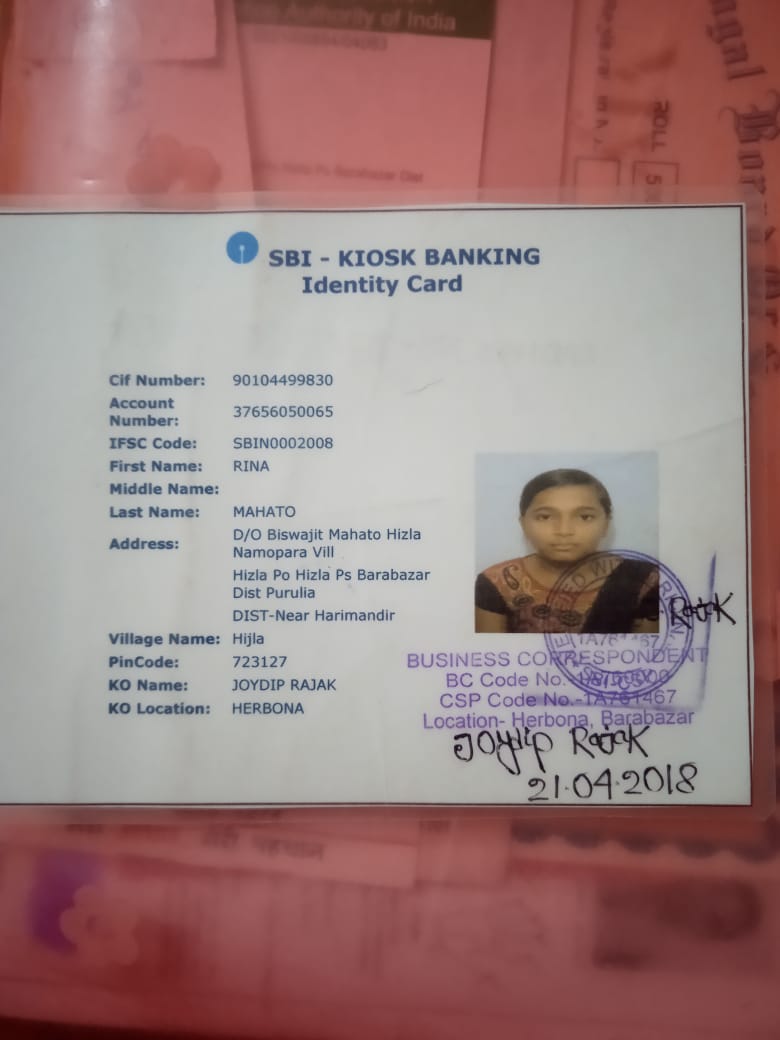 Authority of India
ROLL
SBI - KIOSK BANKING
Identity Card
Cif Number: 90104499830
Account Number: 37656050065
IFSC Code: SBIN0002008
First Name: RINA
Middle Name:
Last Name: MAHATO
Address: D/O Biswajit Mahato Hizla
Namopara Vill
Hizla Po Hizla Ps Barabazar
Dist Purulia
DIST-Near Harimandir
Village Name: Hijla
PinCode: 723127
KO Name: JOYDIP RAJAK
KO Location: HERBONA
Rajak
BUSINESS CORRESPONDENT
BC Code No.
CSP Code No.-1A761467
Location- Herbona, Barabazar
Joydip Rajak
21.04.2018